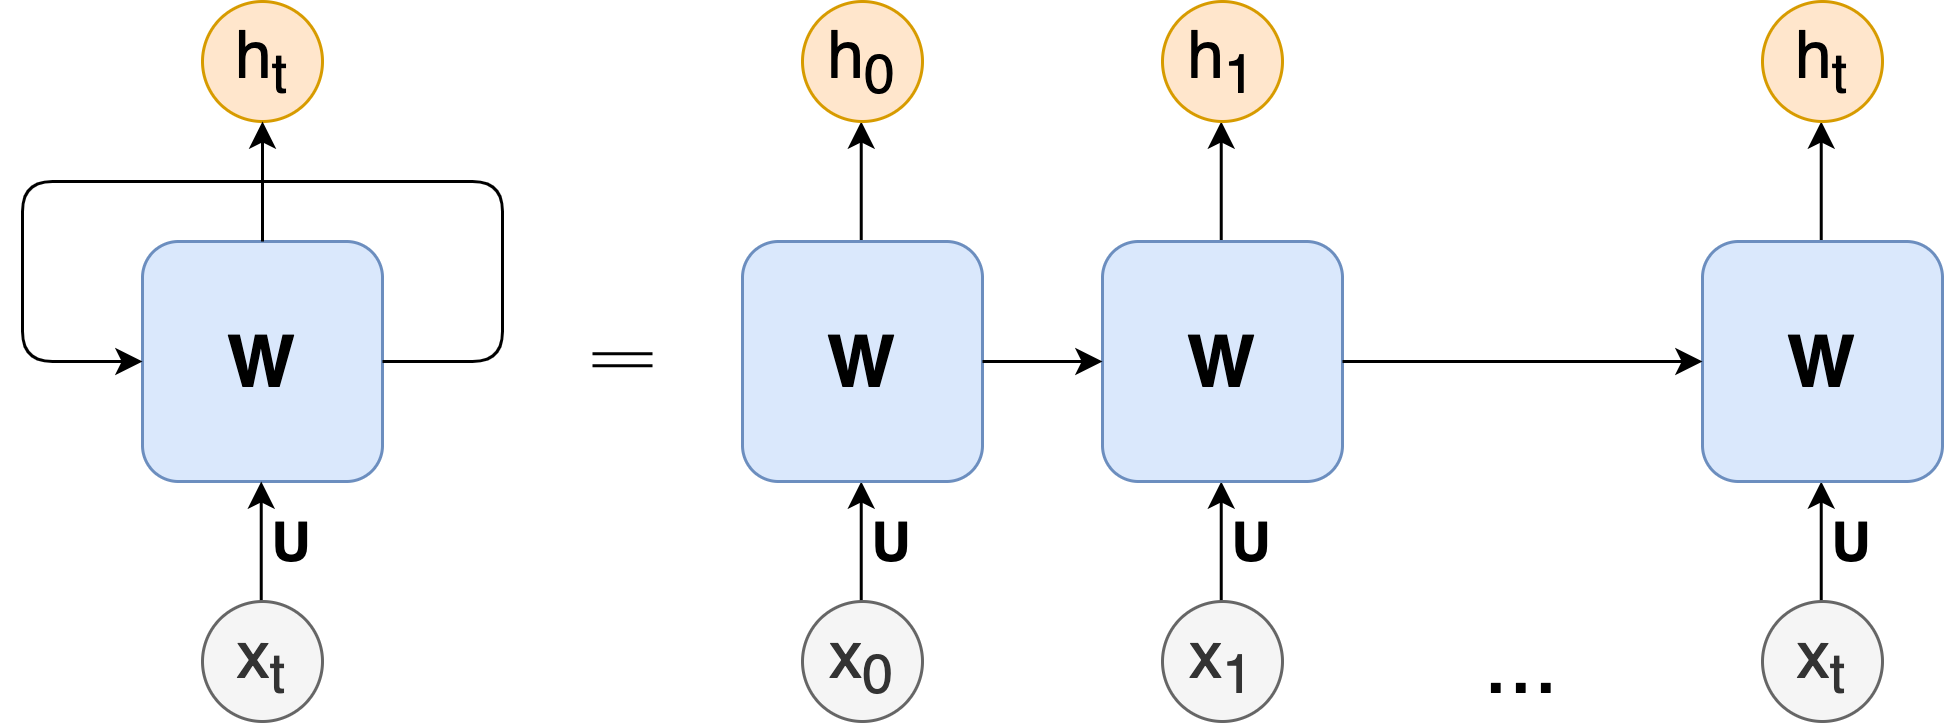 h_t h_0 h_1 h_t
W = W W W
U U U U
x_t x_0 x_1 ... x_t